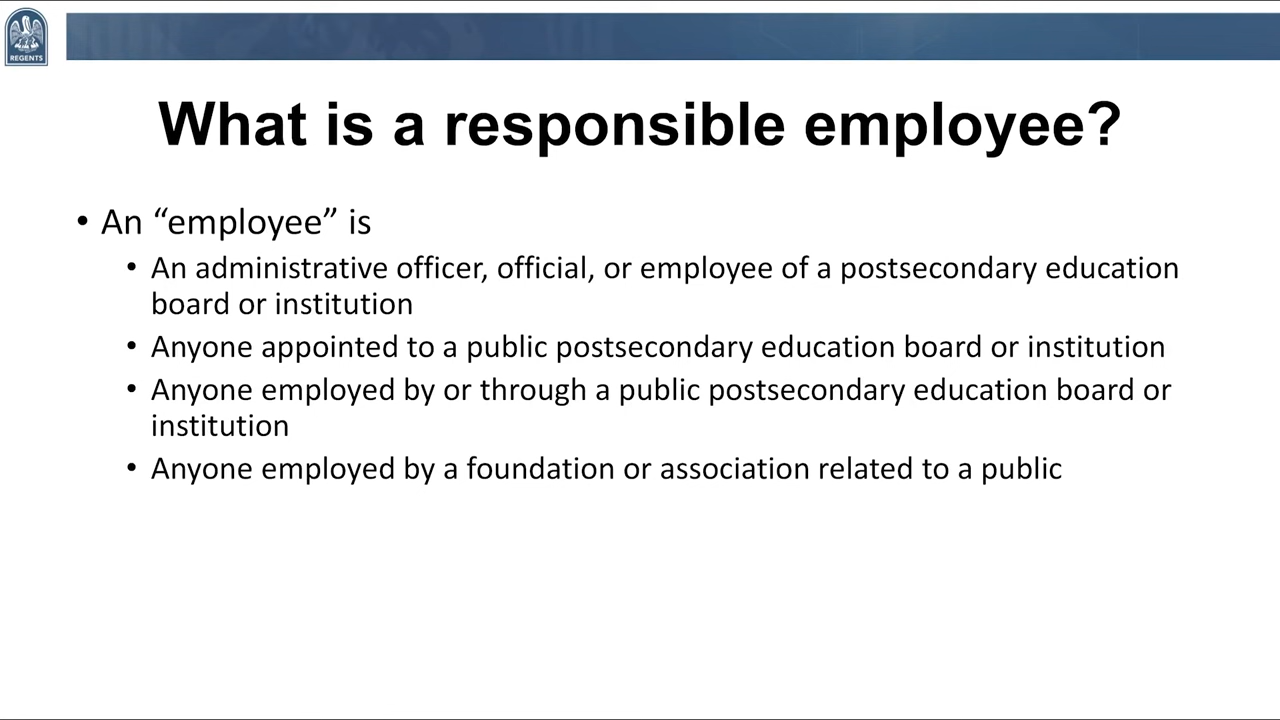 REGENTS
What is a responsible employee?
• An “employee” is
• An administrative officer, official, or employee of a postsecondary education
board or institution
• Anyone appointed to a public postsecondary education board or institution
• Anyone employed by or through a public postsecondary education board or
institution
• Anyone employed by a foundation or association related to a public